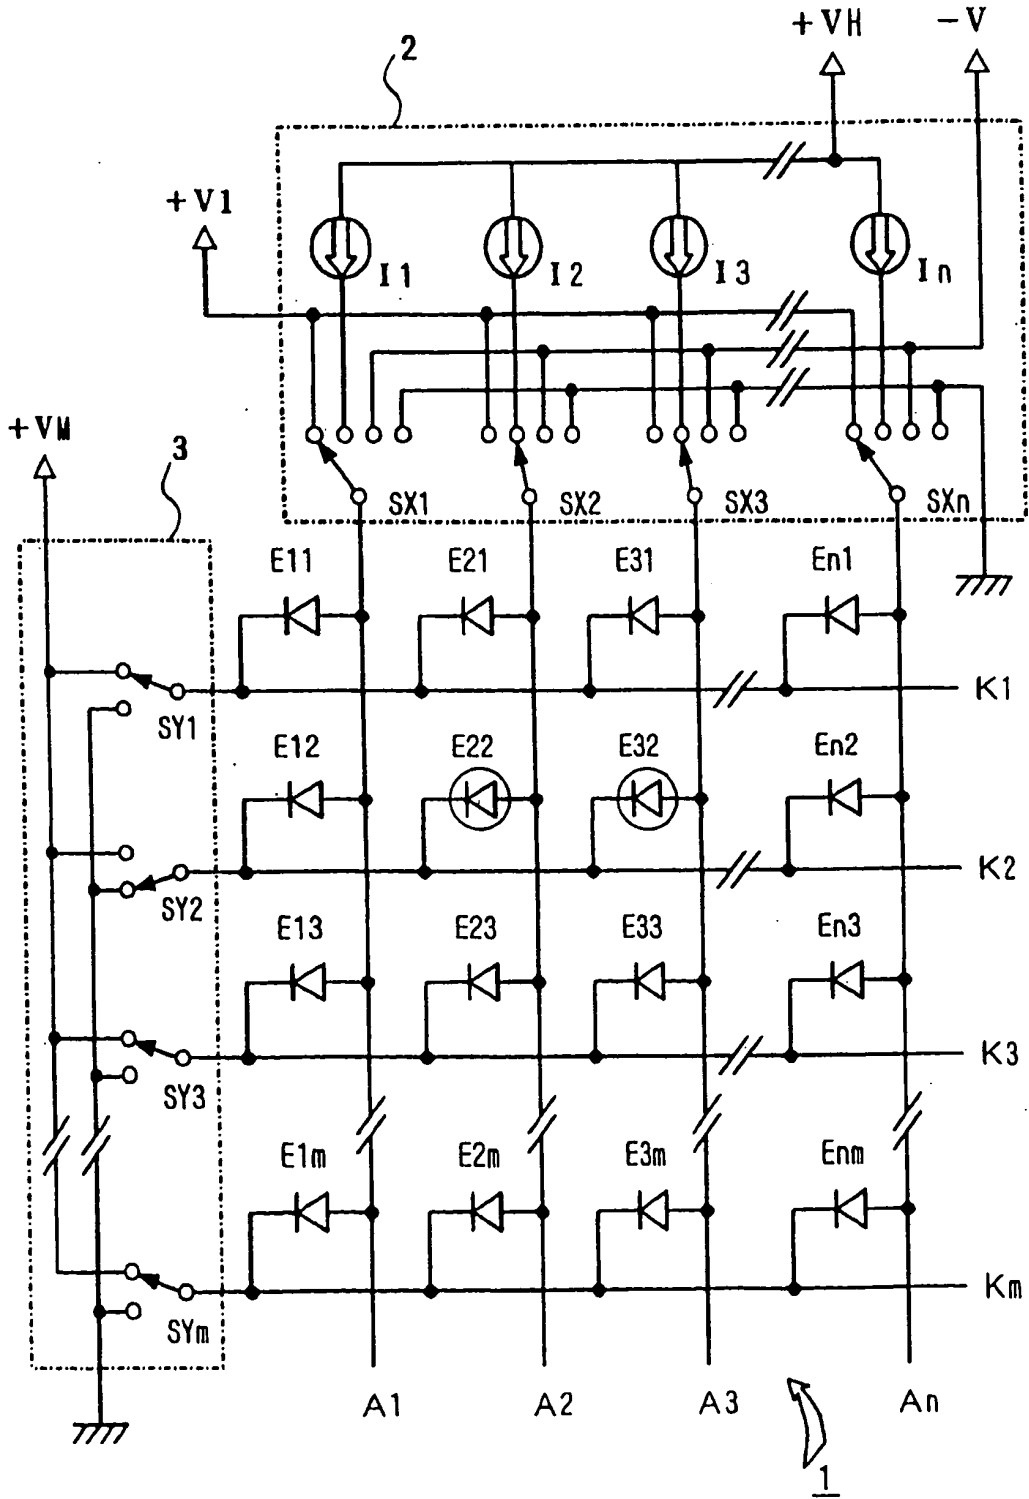 +VH -V
2
+V1
I1 I2 I3 In
+VM
3
SX1 SX2 SX3 SXn
E11 E21 E31 En1
K1
SY1
E12 E22 E32 En2
K2
SY2
E13 E23 E33 En3
K3
SY3
E1m E2m E3m Enm
Km
SYm
A1 A2 A3 An
1